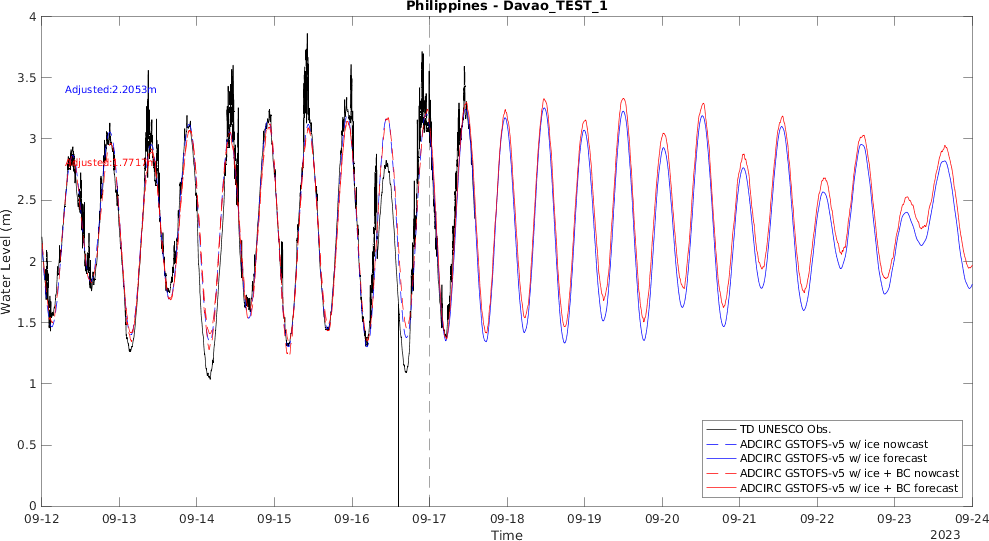 Philippines - Davao_TEST_1
Water Level (m)
4
3.5
3
2.5
2
1.5
1
0.5
0
Adjusted:2.2053m
TD UNESCO Obs.
ADCIRC GSTOFS-v5 w/ ice nowcast
ADCIRC GSTOFS-v5 w/ ice forecast
ADCIRC GSTOFS-v5 w/ ice + BC nowcast
ADCIRC GSTOFS-v5 w/ ice + BC forecast
09-12 09-13 09-14 09-15 09-16 09-17 09-18 09-19 09-20 09-21 09-22 09-23 09-24
Time
2023